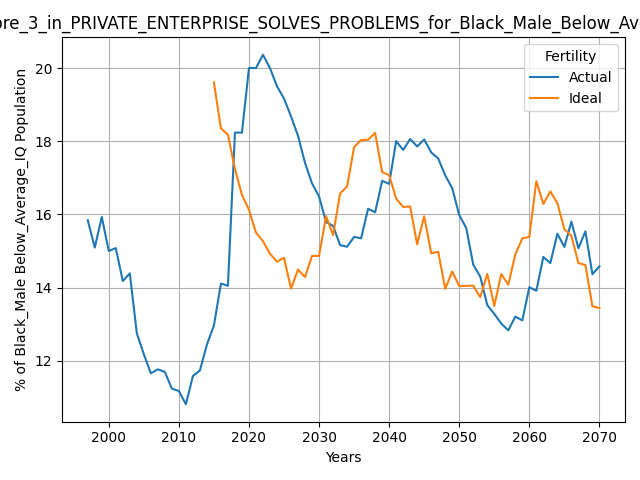 ore_3_in_PRIVATE_ENTERPRISE_SOLVES_PROBLEMS_for_Black_Male_Below_Av
Fertility
Actual
Ideal
% of Black_Male Below_Average_IQ Population
20
18
16
14
12
2000 2010 2020 2030 2040 2050 2060 2070
Years